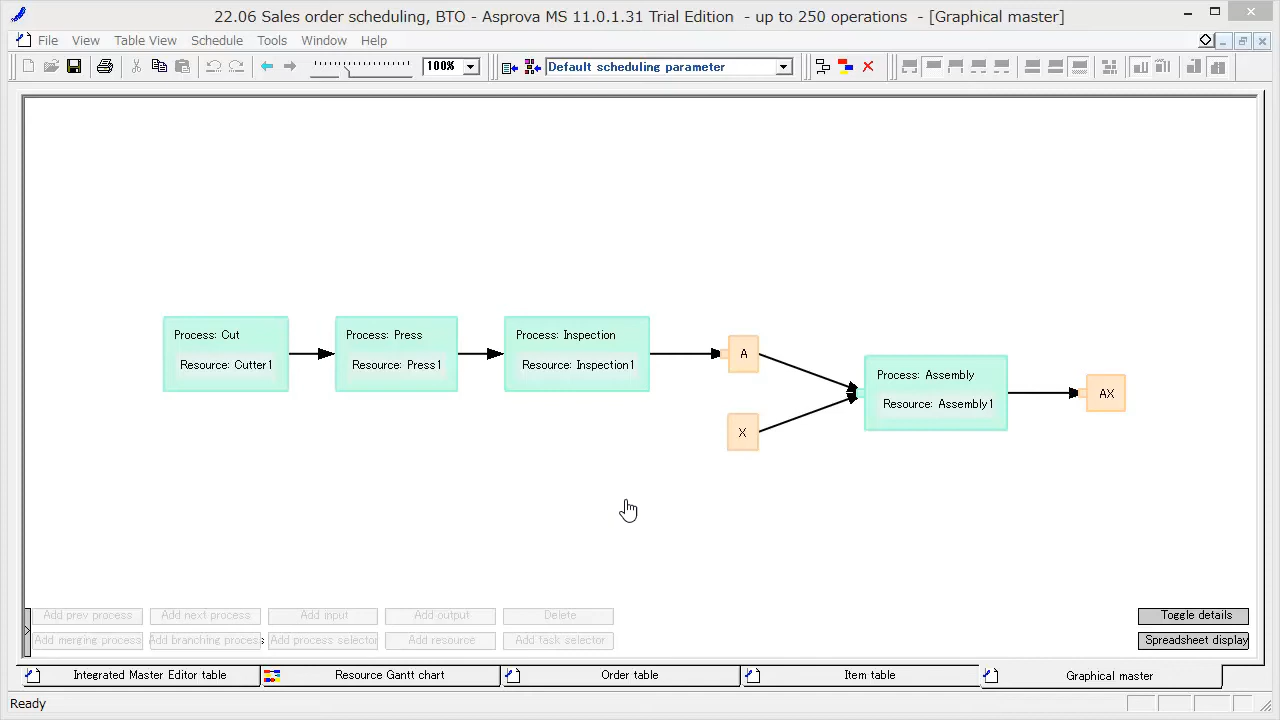 22.06 Sales order scheduling, BTO - Asprova MS 11.0.1.31 Trial Edition - up to 250 operations - [Graphical master]
File View Table View Schedule Tools Window Help
100% Default scheduling parameter
Process: Cut
Resource: Cutter1
Process: Press
Resource: Press1
Process: Inspection
Resource: Inspection1
A
X
Process: Assembly
Resource: Assembly1
AX
Add prev process Add next process Add input Add output Delete Toggle details
Add merging process Add branching process Add process selector Add resource Add task selector Spreadsheet display
Integrated Master Editor table Resource Gantt chart Order table Item table Graphical master
Ready